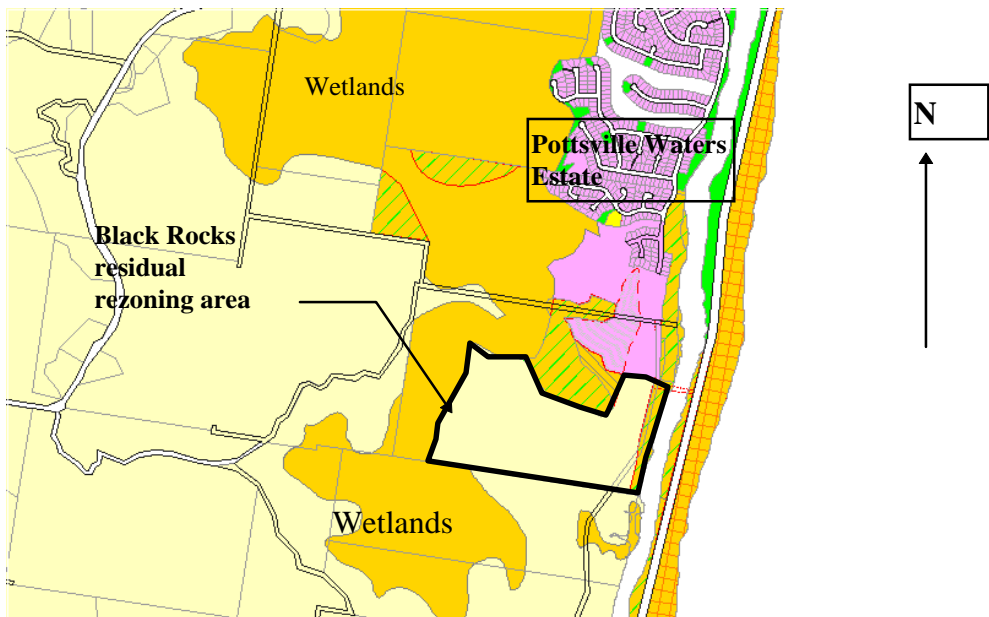 Wetlands
N
Pottsville Waters
Estate
Black Rocks
residual
rezoning area
Wetlands